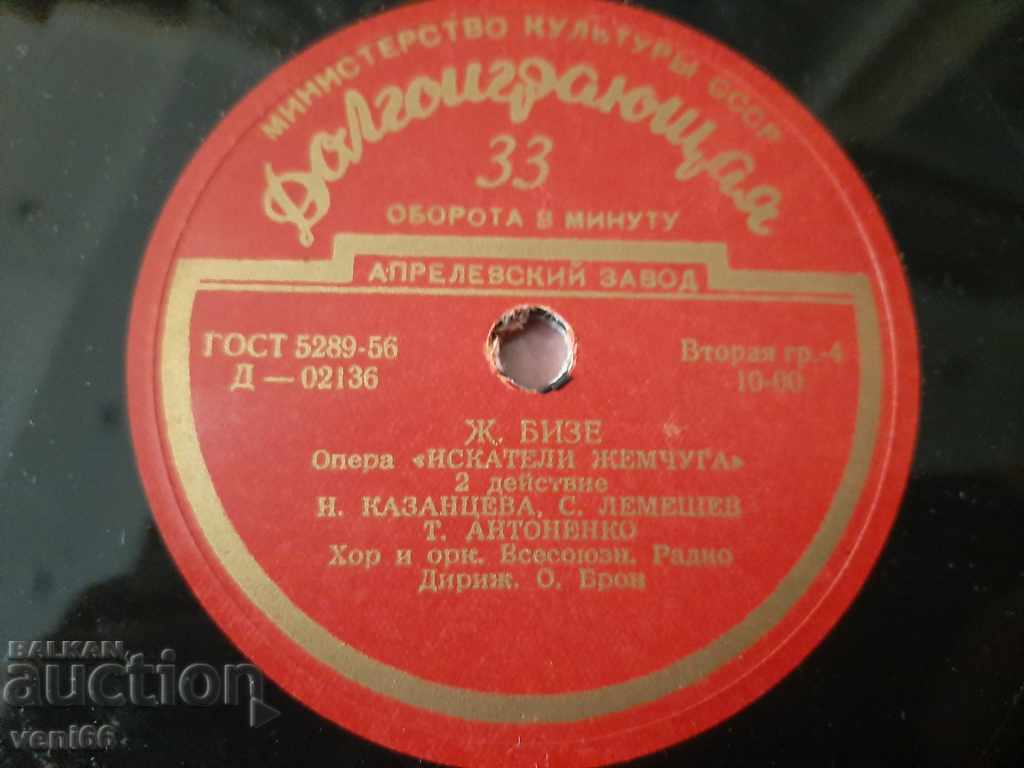 МИНИСТЕРСТВО КУЛЬТУРЫ СССР
Долгоиграющая
33
ОБОРОТА В МИНУТУ
АПРЕЛЕВСКИЙ ЗАВОД
ГОСТ 5289-56
Д — 02136
Вторая гр.-4
10-00
Ж. БИЗЕ
Опера «ИСКАТЕЛИ ЖЕМЧУГА»
2 действие
Н. КАЗАНЦЕВА, С. ЛЕМЕШЕВ
Т. АНТОНЕНКО
Хор и орк. Всесоюзн. Радио
Дириж. О. Брон
BALKAN
auction
veni66